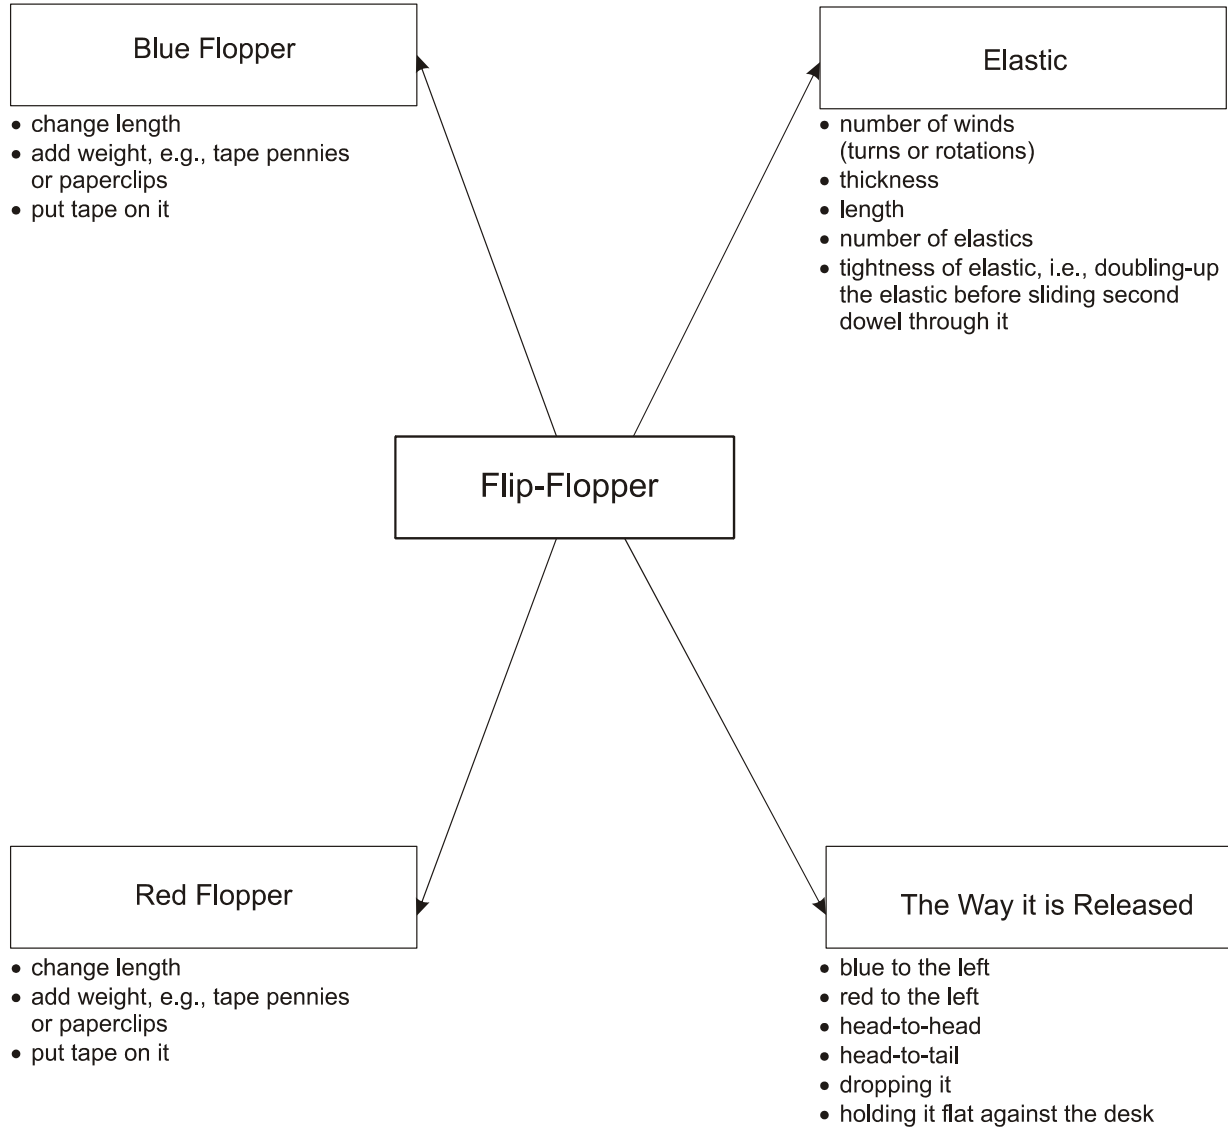 Blue Flopper
• change length
• add weight, e.g., tape pennies
or paperclips
• put tape on it
Elastic
• number of winds
(turns or rotations)
• thickness
• length
• number of elastics
• tightness of elastic, i.e., doubling-up
the elastic before sliding second
dowel through it
Flip-Flopper
Red Flopper
• change length
• add weight, e.g., tape pennies
or paperclips
• put tape on it
The Way it is Released
• blue to the left
• red to the left
• head-to-head
• head-to-tail
• dropping it
• holding it flat against the desk